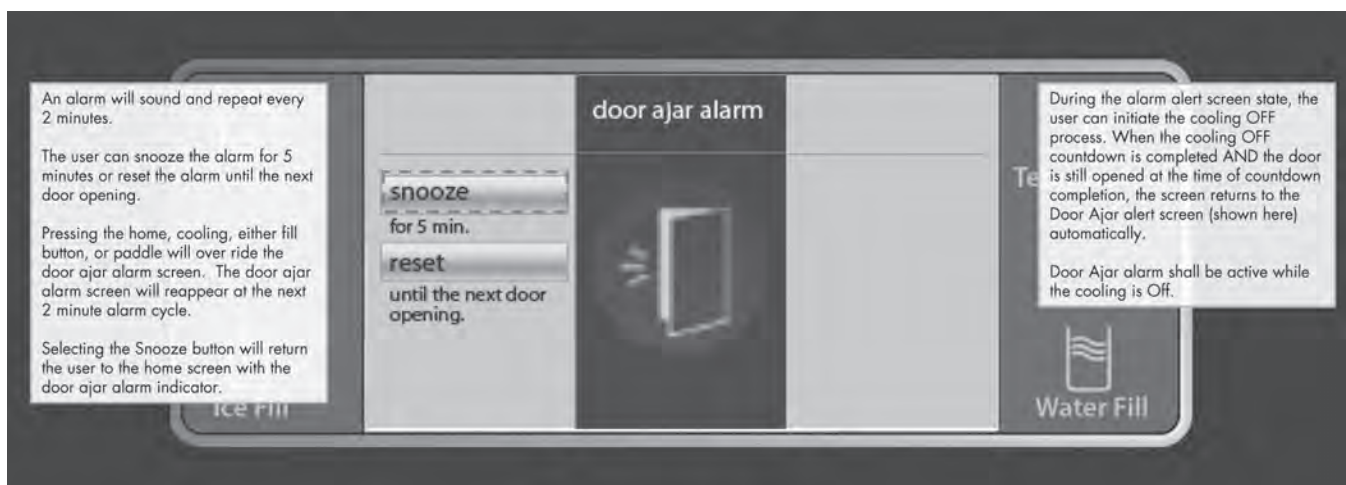 An alarm will sound and repeat every
2 minutes.
The user can snooze the alarm for 5
minutes or reset the alarm until the next
door opening.
Pressing the home, cooling, either fill
button, or paddle will over ride the
door ajar alarm screen. The door ajar
alarm screen will reappear at the next
2 minute alarm cycle.
Selecting the Snooze button will return
the user to the home screen with the
door ajar alarm indicator.
Ice Fill
door ajar alarm
snooze
for 5 min.
reset
until the next door
opening.
During the alarm alert screen state, the
user can initiate the cooling OFF
process. When the cooling OFF
countdown is completed AND the door
is still opened at the time of countdown
completion, the screen returns to the
Door Ajar alert screen (shown here)
automatically.
Door Ajar alarm shall be active while
the cooling is Off.
Water Fill